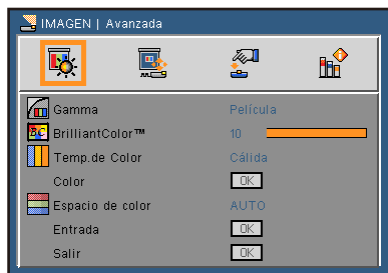 IMAGEN | Avanzada
Gamma Película
BrilliantColor™ 10
Temp.de Color Cálida
Color OK
Espacio de color AUTO
Entrada OK
Salir OK